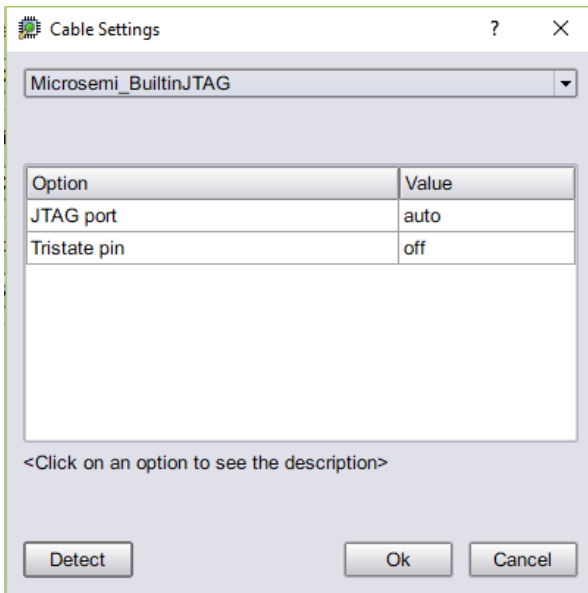 Cable Settings
?
Microsemi_BuiltinJTAG
Option Value
JTAG port auto
Tristate pin off
<Click on an option to see the description>
Detect Ok Cancel